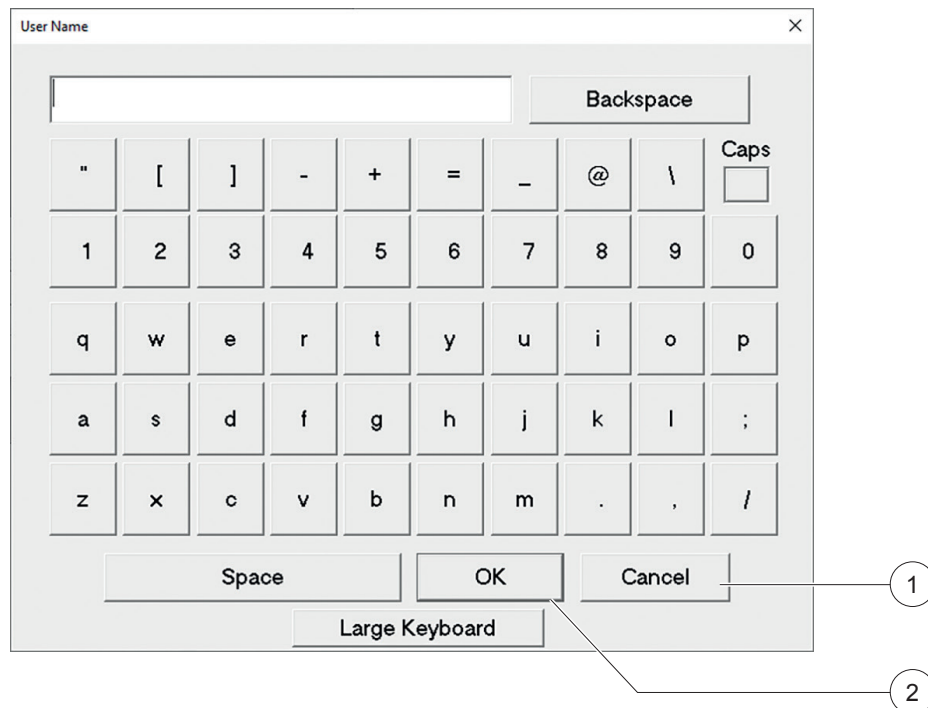 User Name
Backspace
" [ ] - + = _ @ \ Caps
1 2 3 4 5 6 7 8 9 0
q w e r t y u i o p
a s d f g h j k l ;
z x c v b n m . , /
Space OK Cancel
1
Large Keyboard
2